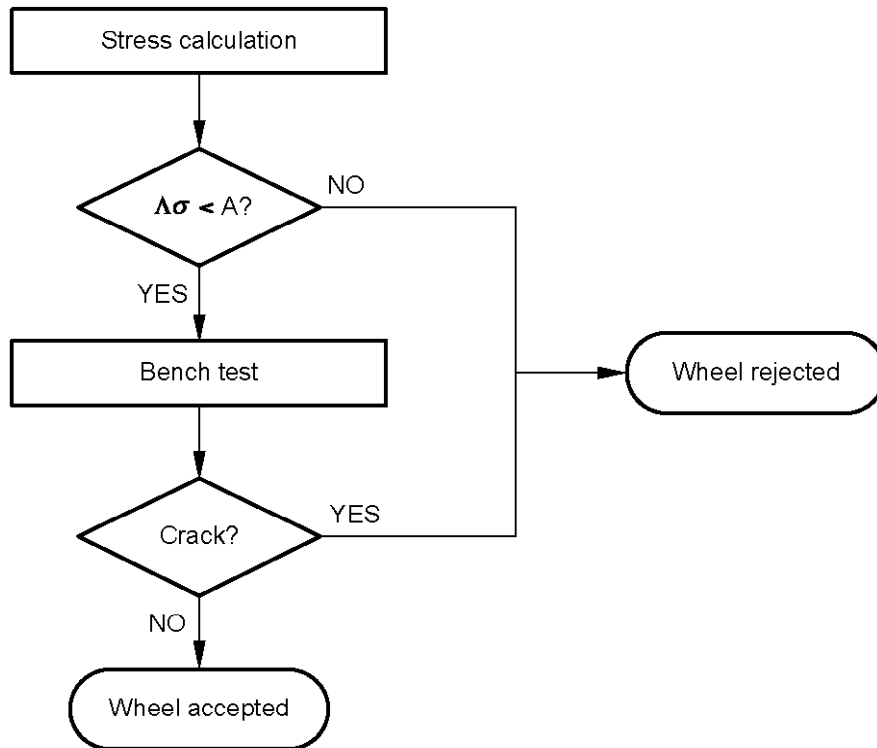 Stress calculation
Λσ < A?
NO
YES
Bench test
Wheel rejected
Crack?
YES
NO
Wheel accepted